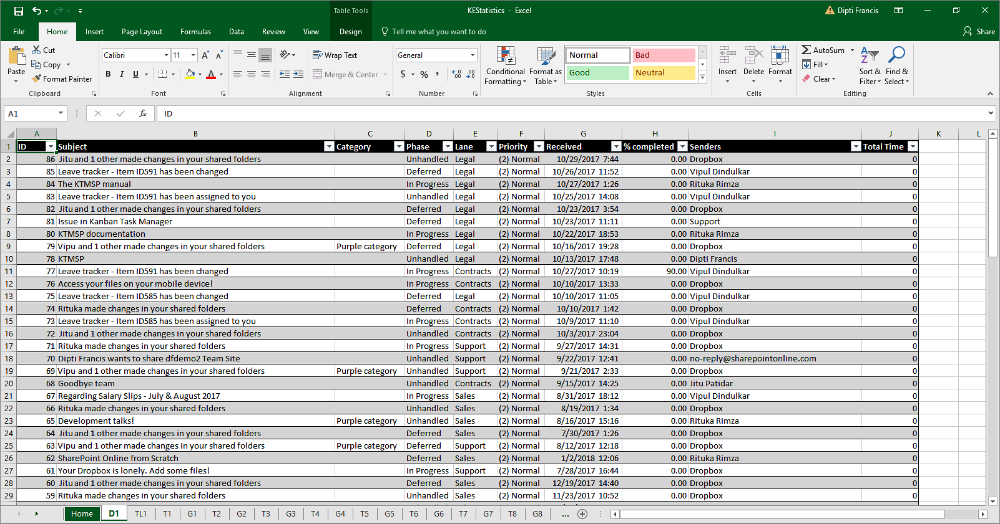 Table Tools
KEStatistics - Excel
Dipti Francis
File Home Insert Page Layout Formulas Data Review View Design Tell me what you want to do Share
Paste
Cut
Copy
Format Painter
Clipboard
Calibri 11 A A
B I U A
Font
Wrap Text
Merge & Center
Alignment
General
$ % ,
Number
Conditional Formatting
Format as Table
Normal Bad
Good Neutral
Styles
Insert Delete Format
Cells
AutoSum
Fill
Clear
Sort & Filter
Find & Select
Editing
A1 fx ID
A B C D E F G H I J K L
1 ID Subject Category Phase Lane Priority Received % completed Senders Total Time
2 86 Jitu and 1 other made changes in your shared folders Unhandled Legal (2) Normal 10/29/2017 7:44 0.00 Dropbox 0
3 85 Leave tracker - Item ID591 has been changed Deferred Legal (2) Normal 10/26/2017 11:52 0.00 Vipul Dindulkar 0
4 84 The KTMSP manual In Progress Legal (2) Normal 10/27/2017 1:26 0.00 Rituka Rimza 0
5 83 Leave tracker - Item ID591 has been assigned to you Unhandled Legal (2) Normal 10/25/2017 14:08 0.00 Vipul Dindulkar 0
6 82 Jitu and 1 other made changes in your shared folders Deferred Legal (2) Normal 10/23/2017 3:54 0.00 Dropbox 0
7 81 Issue in Kanban Task Manager Deferred Legal (2) Normal 10/23/2017 11:11 0.00 Support 0
8 80 KTMSP documentation In Progress Legal (2) Normal 10/22/2017 18:53 0.00 Rituka Rimza 0
9 79 Vipu and 1 other made changes in your shared folders Purple category Deferred Legal (2) Normal 10/16/2017 19:28 0.00 Dropbox 0
10 78 KTMSP Unhandled Legal (2) Normal 10/13/2017 17:48 0.00 Dipti Francis 0
11 77 Leave tracker - Item ID591 has been changed In Progress Contracts (2) Normal 10/27/2017 10:19 90.00 Vipul Dindulkar 0
12 76 Access your files on your mobile device! In Progress Contracts (2) Normal 10/10/2017 13:33 0.00 Dropbox 0
13 75 Leave tracker - Item ID585 has been changed Deferred Legal (2) Normal 10/10/2017 11:05 0.00 Vipul Dindulkar 0
14 74 Rituka made changes in your shared folders Deferred Contracts (2) Normal 10/10/2017 1:42 0.00 Dropbox 0
15 73 Leave tracker - Item ID585 has been assigned to you In Progress Contracts (2) Normal 10/9/2017 11:10 0.00 Vipul Dindulkar 0
16 72 Jitu and 1 other made changes in your shared folders Unhandled Contracts (2) Normal 10/3/2017 23:04 0.00 Dropbox 0
17 71 Rituka made changes in your shared folders In Progress Support (2) Normal 9/27/2017 14:31 0.00 Dropbox 0
18 70 Dipti Francis wants to share dfdemo2 Team Site Unhandled Support (2) Normal 9/22/2017 12:41 0.00 no-reply@sharepointonline.com 0
19 69 Vipu and 1 other made changes in your shared folders Purple category Unhandled Support (2) Normal 9/21/2017 2:33 0.00 Dropbox 0
20 68 Goodbye team Unhandled Contracts (2) Normal 9/15/2017 14:25 0.00 Jitu Patidar 0
21 67 Regarding Salary Slips - July & August 2017 In Progress Sales (2) Normal 8/31/2017 18:12 0.00 Vipul Dindulkar 0
22 66 Rituka made changes in your shared folders Unhandled Sales (2) Normal 8/19/2017 1:34 0.00 Dropbox 0
23 65 Development talks! Purple category Unhandled Sales (2) Normal 8/16/2017 15:16 0.00 Rituka Rimza 0
24 64 Jitu and 1 other made changes in your shared folders Deferred Sales (2) Normal 7/30/2017 1:26 0.00 Dropbox 0
25 63 Vipu and 1 other made changes in your shared folders Purple category Deferred Support (2) Normal 8/12/2017 12:18 0.00 Dropbox 0
26 62 SharePoint Online from Scratch Deferred Sales (2) Normal 1/2/2018 12:06 0.00 Rituka Rimza 0
27 61 Your Dropbox is lonely. Add some files! In Progress Support (2) Normal 7/28/2017 16:44 0.00 Dropbox 0
28 60 Jitu and 1 other made changes in your shared folders Deferred Sales (2) Normal 12/19/2017 14:40 0.00 Dropbox 0
29 59 Rituka made changes in your shared folders Unhandled Sales (2) Normal 11/23/2017 10:52 0.00 Dropbox 0
Home D1 TL1 T1 G1 T2 G2 T3 G3 T4 G4 T5 G5 T6 G6 T7 G7 T8 G8 ...